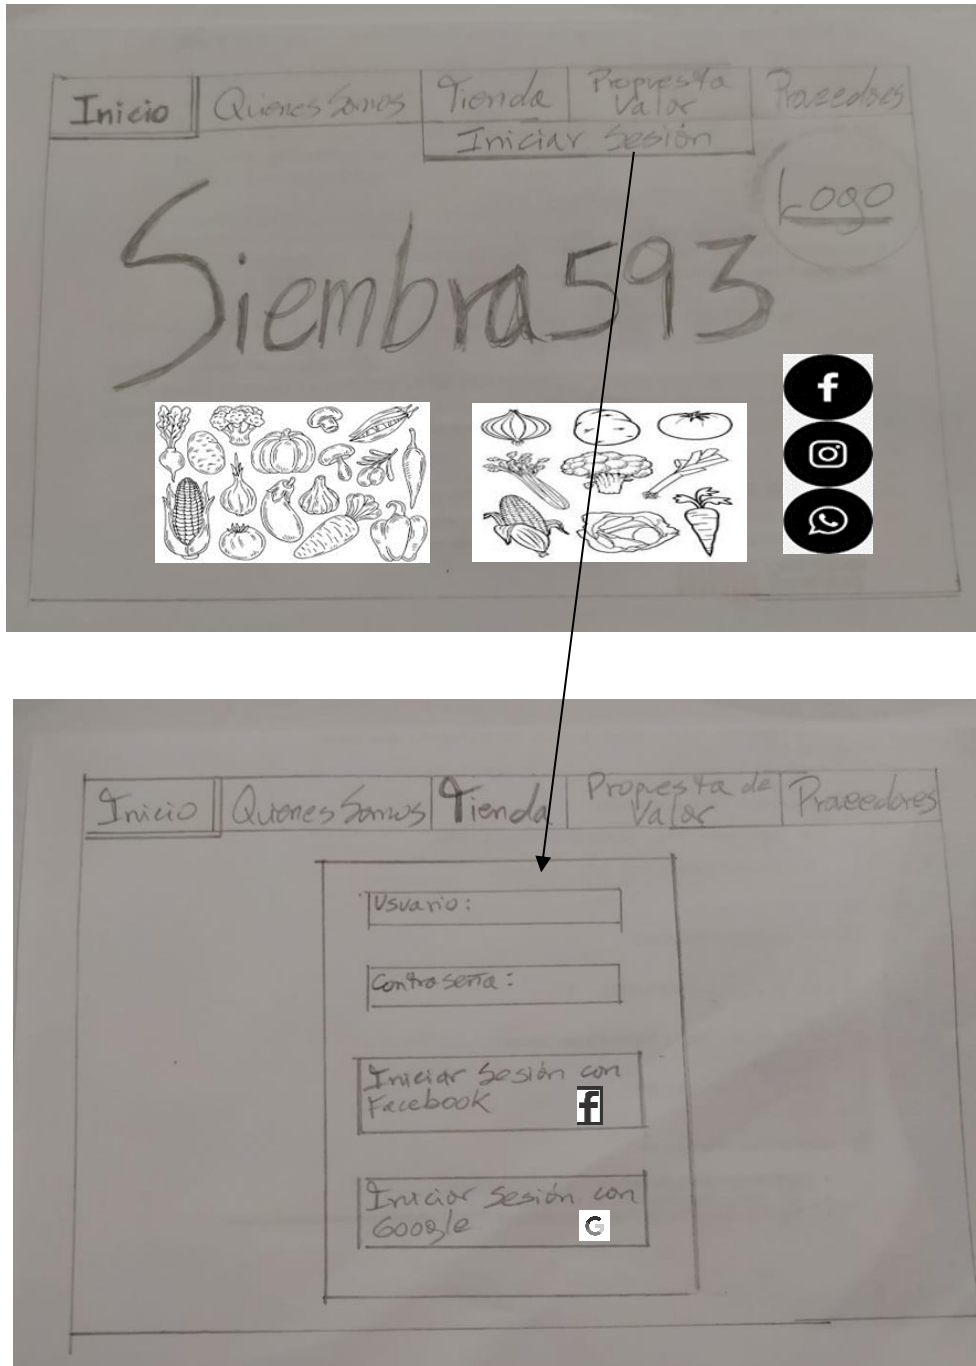 Inicio
Quienes Somos
Tienda
Propuesta
Valor
Proveedores
Iniciar Sesión
Logo
Siembra593
f
Inicio
Quienes Somos
Tienda
Propuesta de
Valor
Proveedores
Usuario:
Contraseña:
Iniciar Sesión con
Facebook
f
Iniciar Sesión con
Google
G